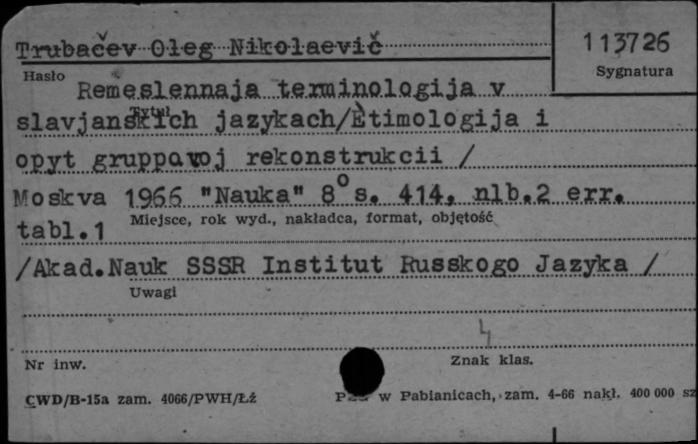 Trubačev Oleg Nikolaevič
113726
Hasło
Sygnatura
Remeslennaja terminologija v
Tytuł
slavjanskich jazykach/Ètimologija i
opyt gruppovoj rekonstrukcii /
Moskva 1966 "Nauka" 8° s. 414, nlb.2 err.
Miejsce, rok wyd., nakładca, format, objętość
tabl.1
/Akad.Nauk SSSR Institut Russkogo Jazyka /
Uwagi
4
Nr inw.
Znak klas.
CWD/B-15a zam. 4066/PWH/Łź
w Pabianicach, zam. 4-66 nakł. 400 000 sz